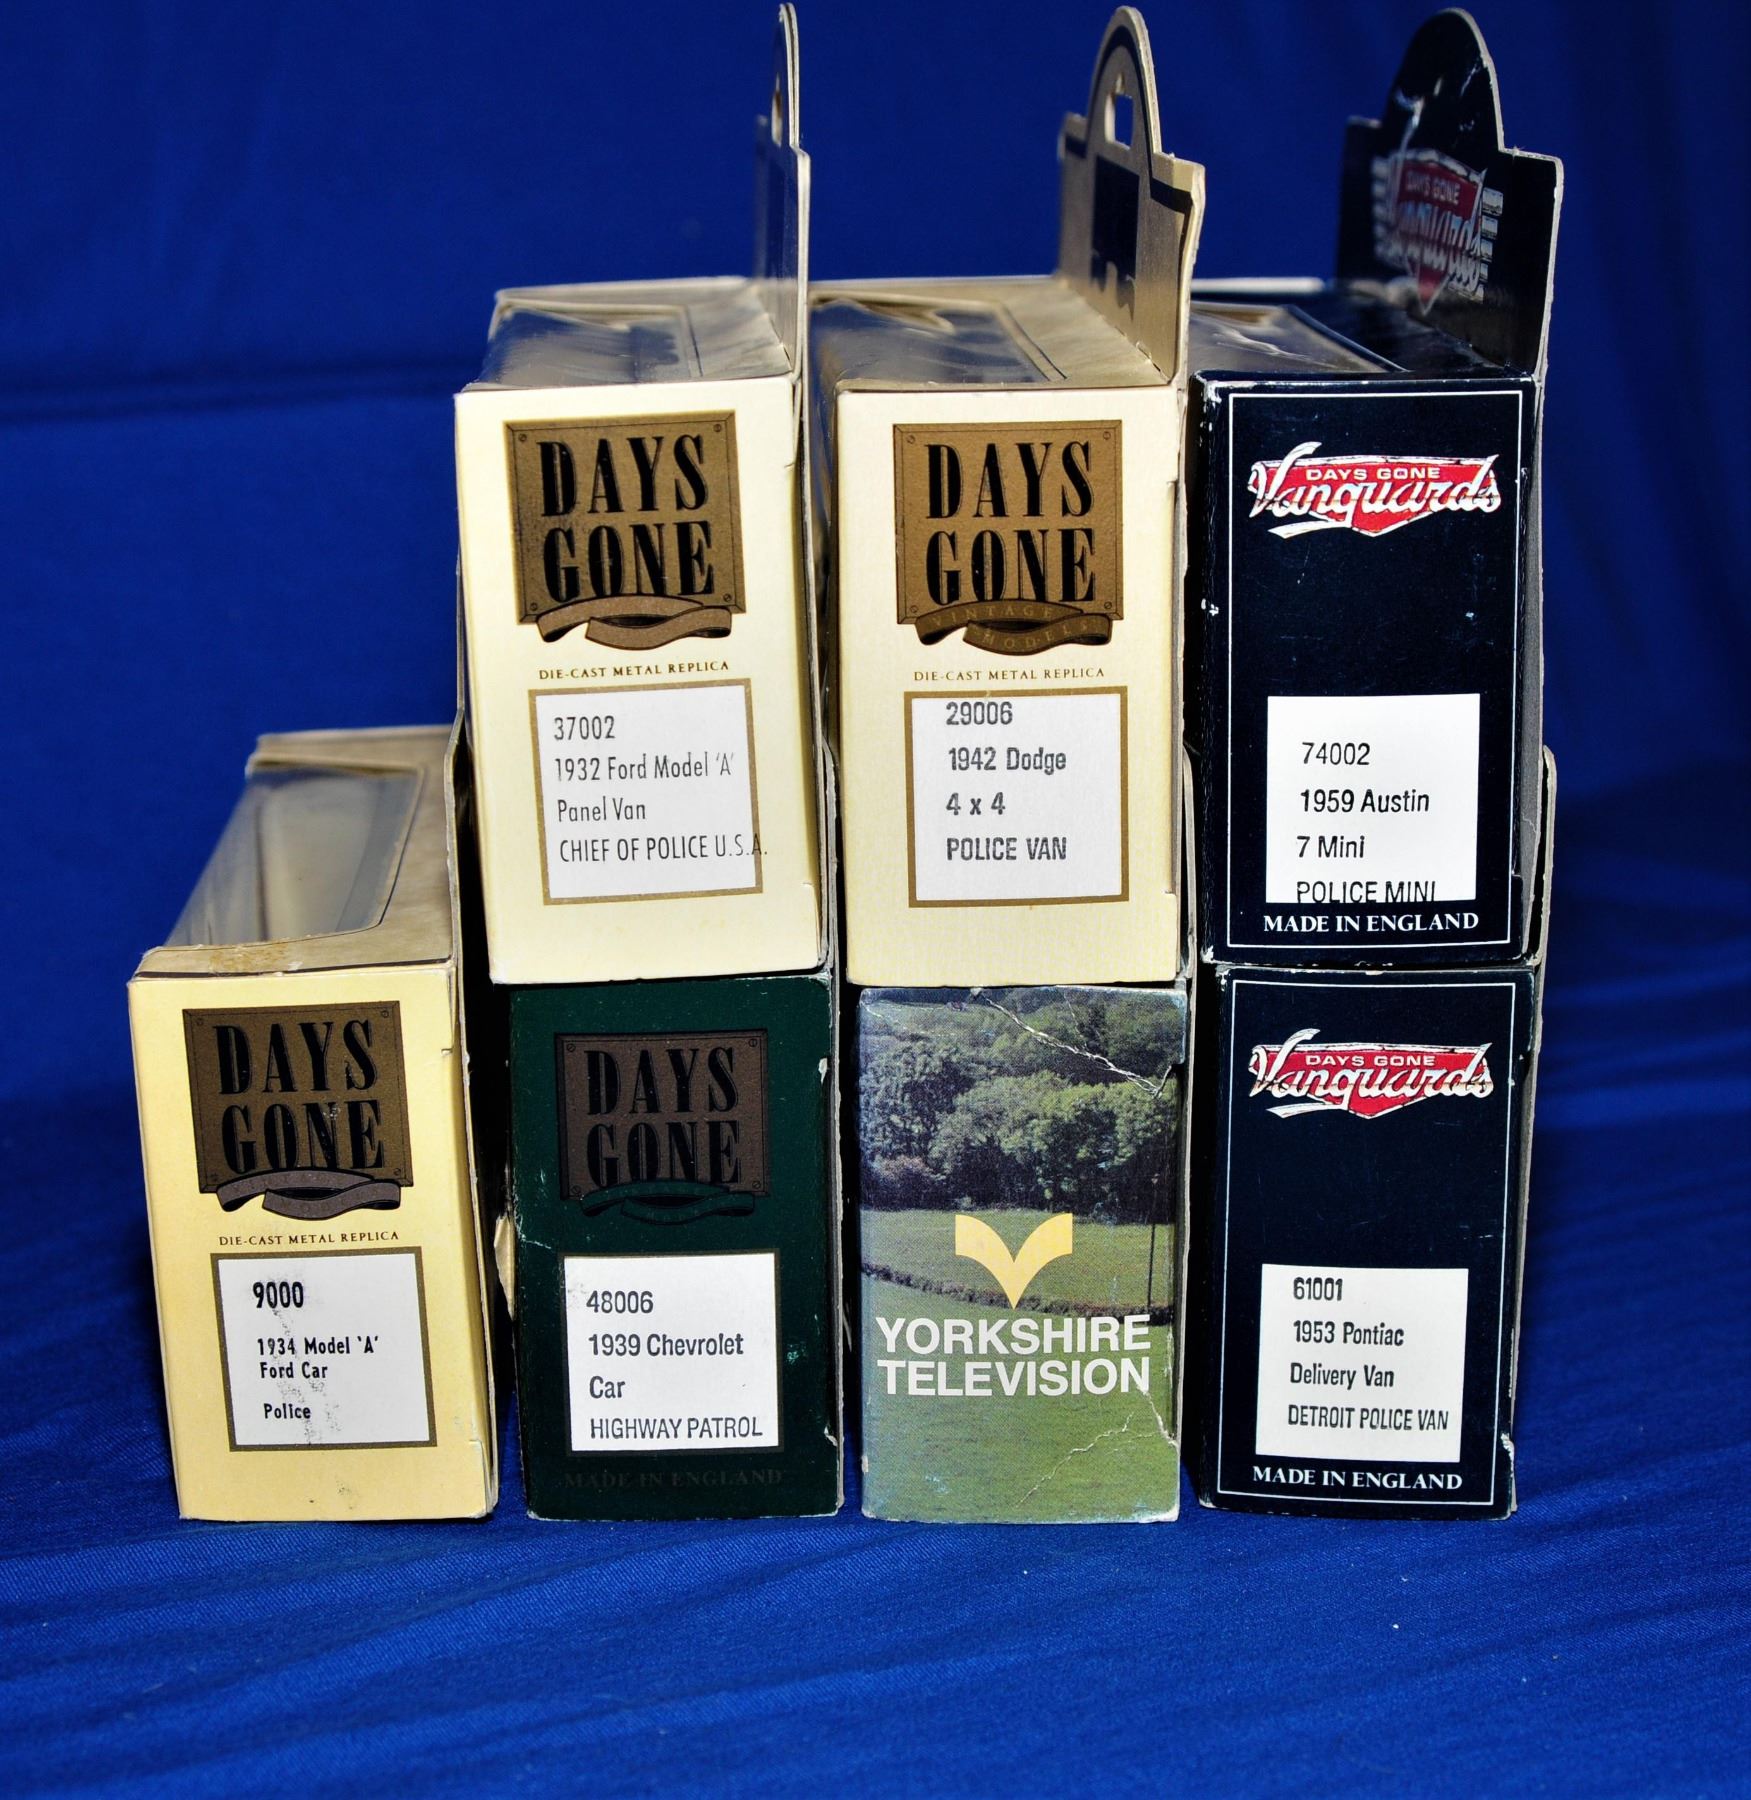 DAYS
GONE
DIE-CAST METAL REPLICA
37002
1932 Ford Model 'A'
Panel Van
CHIEF OF POLICE U.S.A.
DAYS
GONE
VINTAGE
MODELS
DIE-CAST METAL REPLICA
29006
1942 Dodge
4 x 4
POLICE VAN
DAYS GONE
Vanguards
DAYS GONE
Vanguards
74002
1959 Austin
7 Mini
POLICE MINI
MADE IN ENGLAND
DAYS
GONE
DIE-CAST METAL REPLICA
9000
1934 Model 'A'
Ford Car
Police
DAYS
GONE
48006
1939 Chevrolet
Car
HIGHWAY PATROL
MADE IN ENGLAND
YORKSHIRE
TELEVISION
DAYS GONE
Vanguards
61001
1953 Pontiac
Delivery Van
DETROIT POLICE VAN
MADE IN ENGLAND